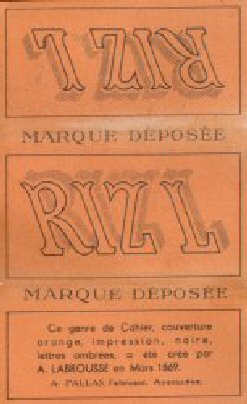 RIZ L
MARQUE DÉPOSÉE
RIZ L
MARQUE DÉPOSÉE
Ce genre de Cahier, couverture
orange, impression, noire,
lettres ombrées, a été créé par
A. LABROUSSE en Mars 1869.
A. PALLAS, Fabricant,